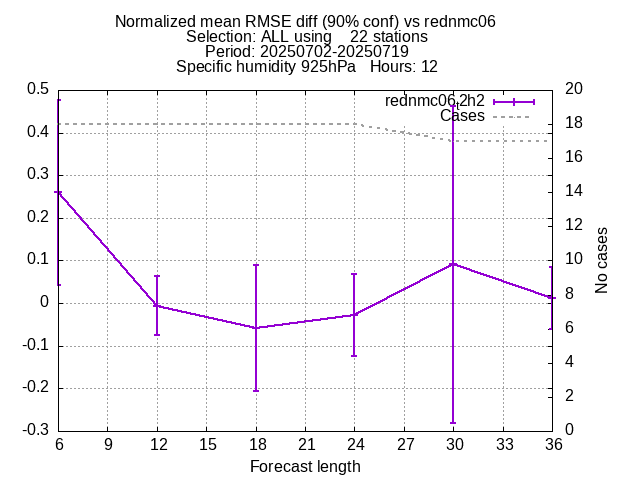 Normalized mean RMSE diff (90% conf) vs rednmc06
Selection: ALL using    22 stations
Period: 20250702-20250719
Specific humidity 925hPa   Hours: 12
rednmc06,2h2
Cases
0.5
0.4
0.3
0.2
0.1
0
-0.1
-0.2
-0.3
20
18
16
14
12
10
8
6
4
2
0
No cases
6 9 12 15 18 21 24 27 30 33 36
Forecast length